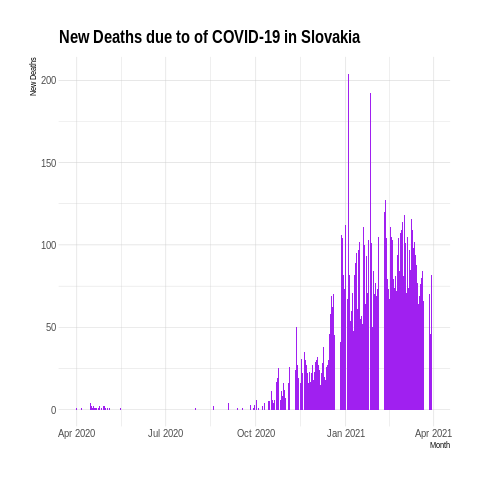 New Deaths due to of COVID-19 in Slovakia
New Deaths
200
150
100
50
0
Apr 2020
Jul 2020
Oct 2020
Jan 2021
Apr 2021
Month